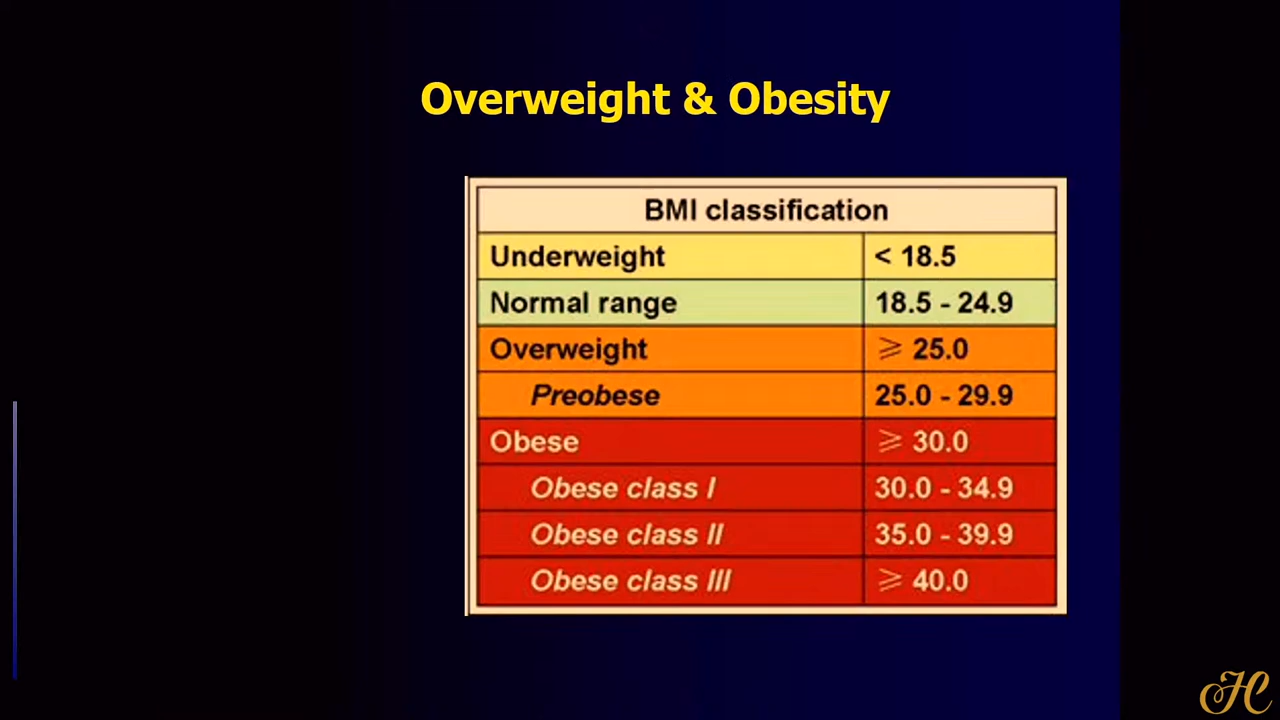 Overweight & Obesity
BMI classification
Underweight < 18.5
Normal range 18.5 - 24.9
Overweight ⩾ 25.0
Preobese 25.0 - 29.9
Obese ⩾ 30.0
Obese class I 30.0 - 34.9
Obese class II 35.0 - 39.9
Obese class III ⩾ 40.0